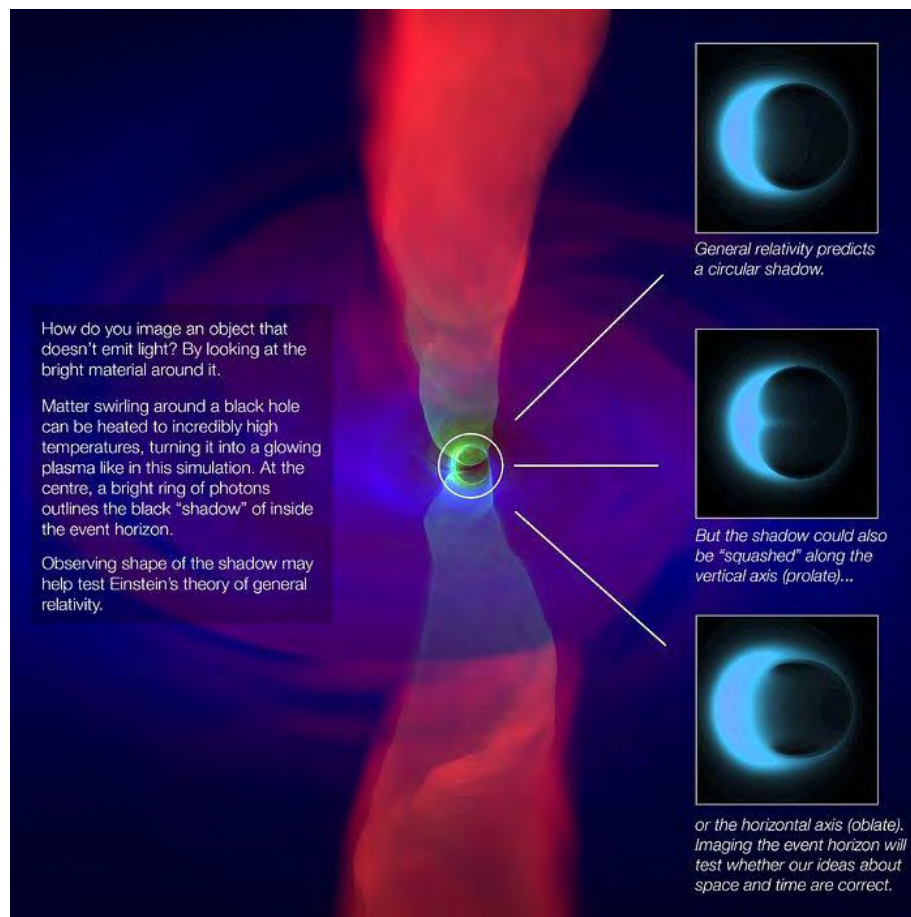 How do you image an object that
doesn't emit light? By looking at the
bright material around it.
Matter swirling around a black hole
can be heated to incredibly high
temperatures, turning it into a glowing
plasma like in this simulation. At the
centre, a bright ring of photons
outlines the black “shadow” of inside
the event horizon.
Observing shape of the shadow may
help test Einstein's theory of general
relativity.
General relativity predicts
a circular shadow.
But the shadow could also
be “squashed” along the
vertical axis (prolate)...
or the horizontal axis (oblate).
Imaging the event horizon will
test whether our ideas about
space and time are correct.